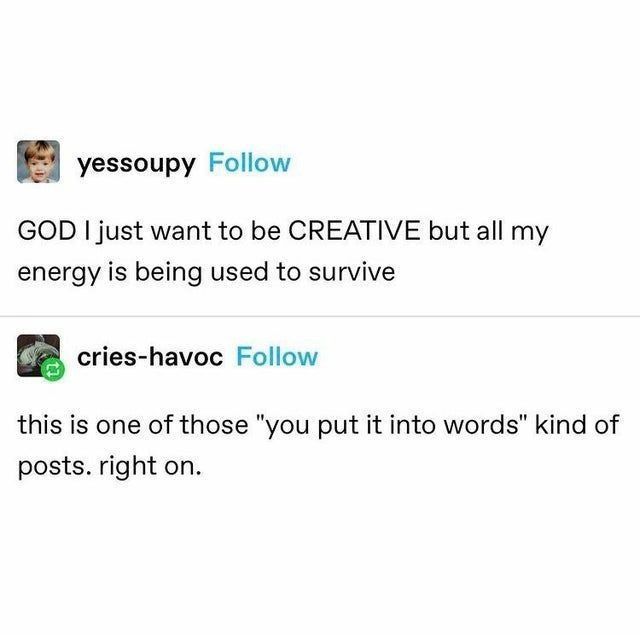 yessoupy Follow
GOD I just want to be CREATIVE but all my
energy is being used to survive
cries-havoc Follow
this is one of those "you put it into words" kind of
posts. right on.